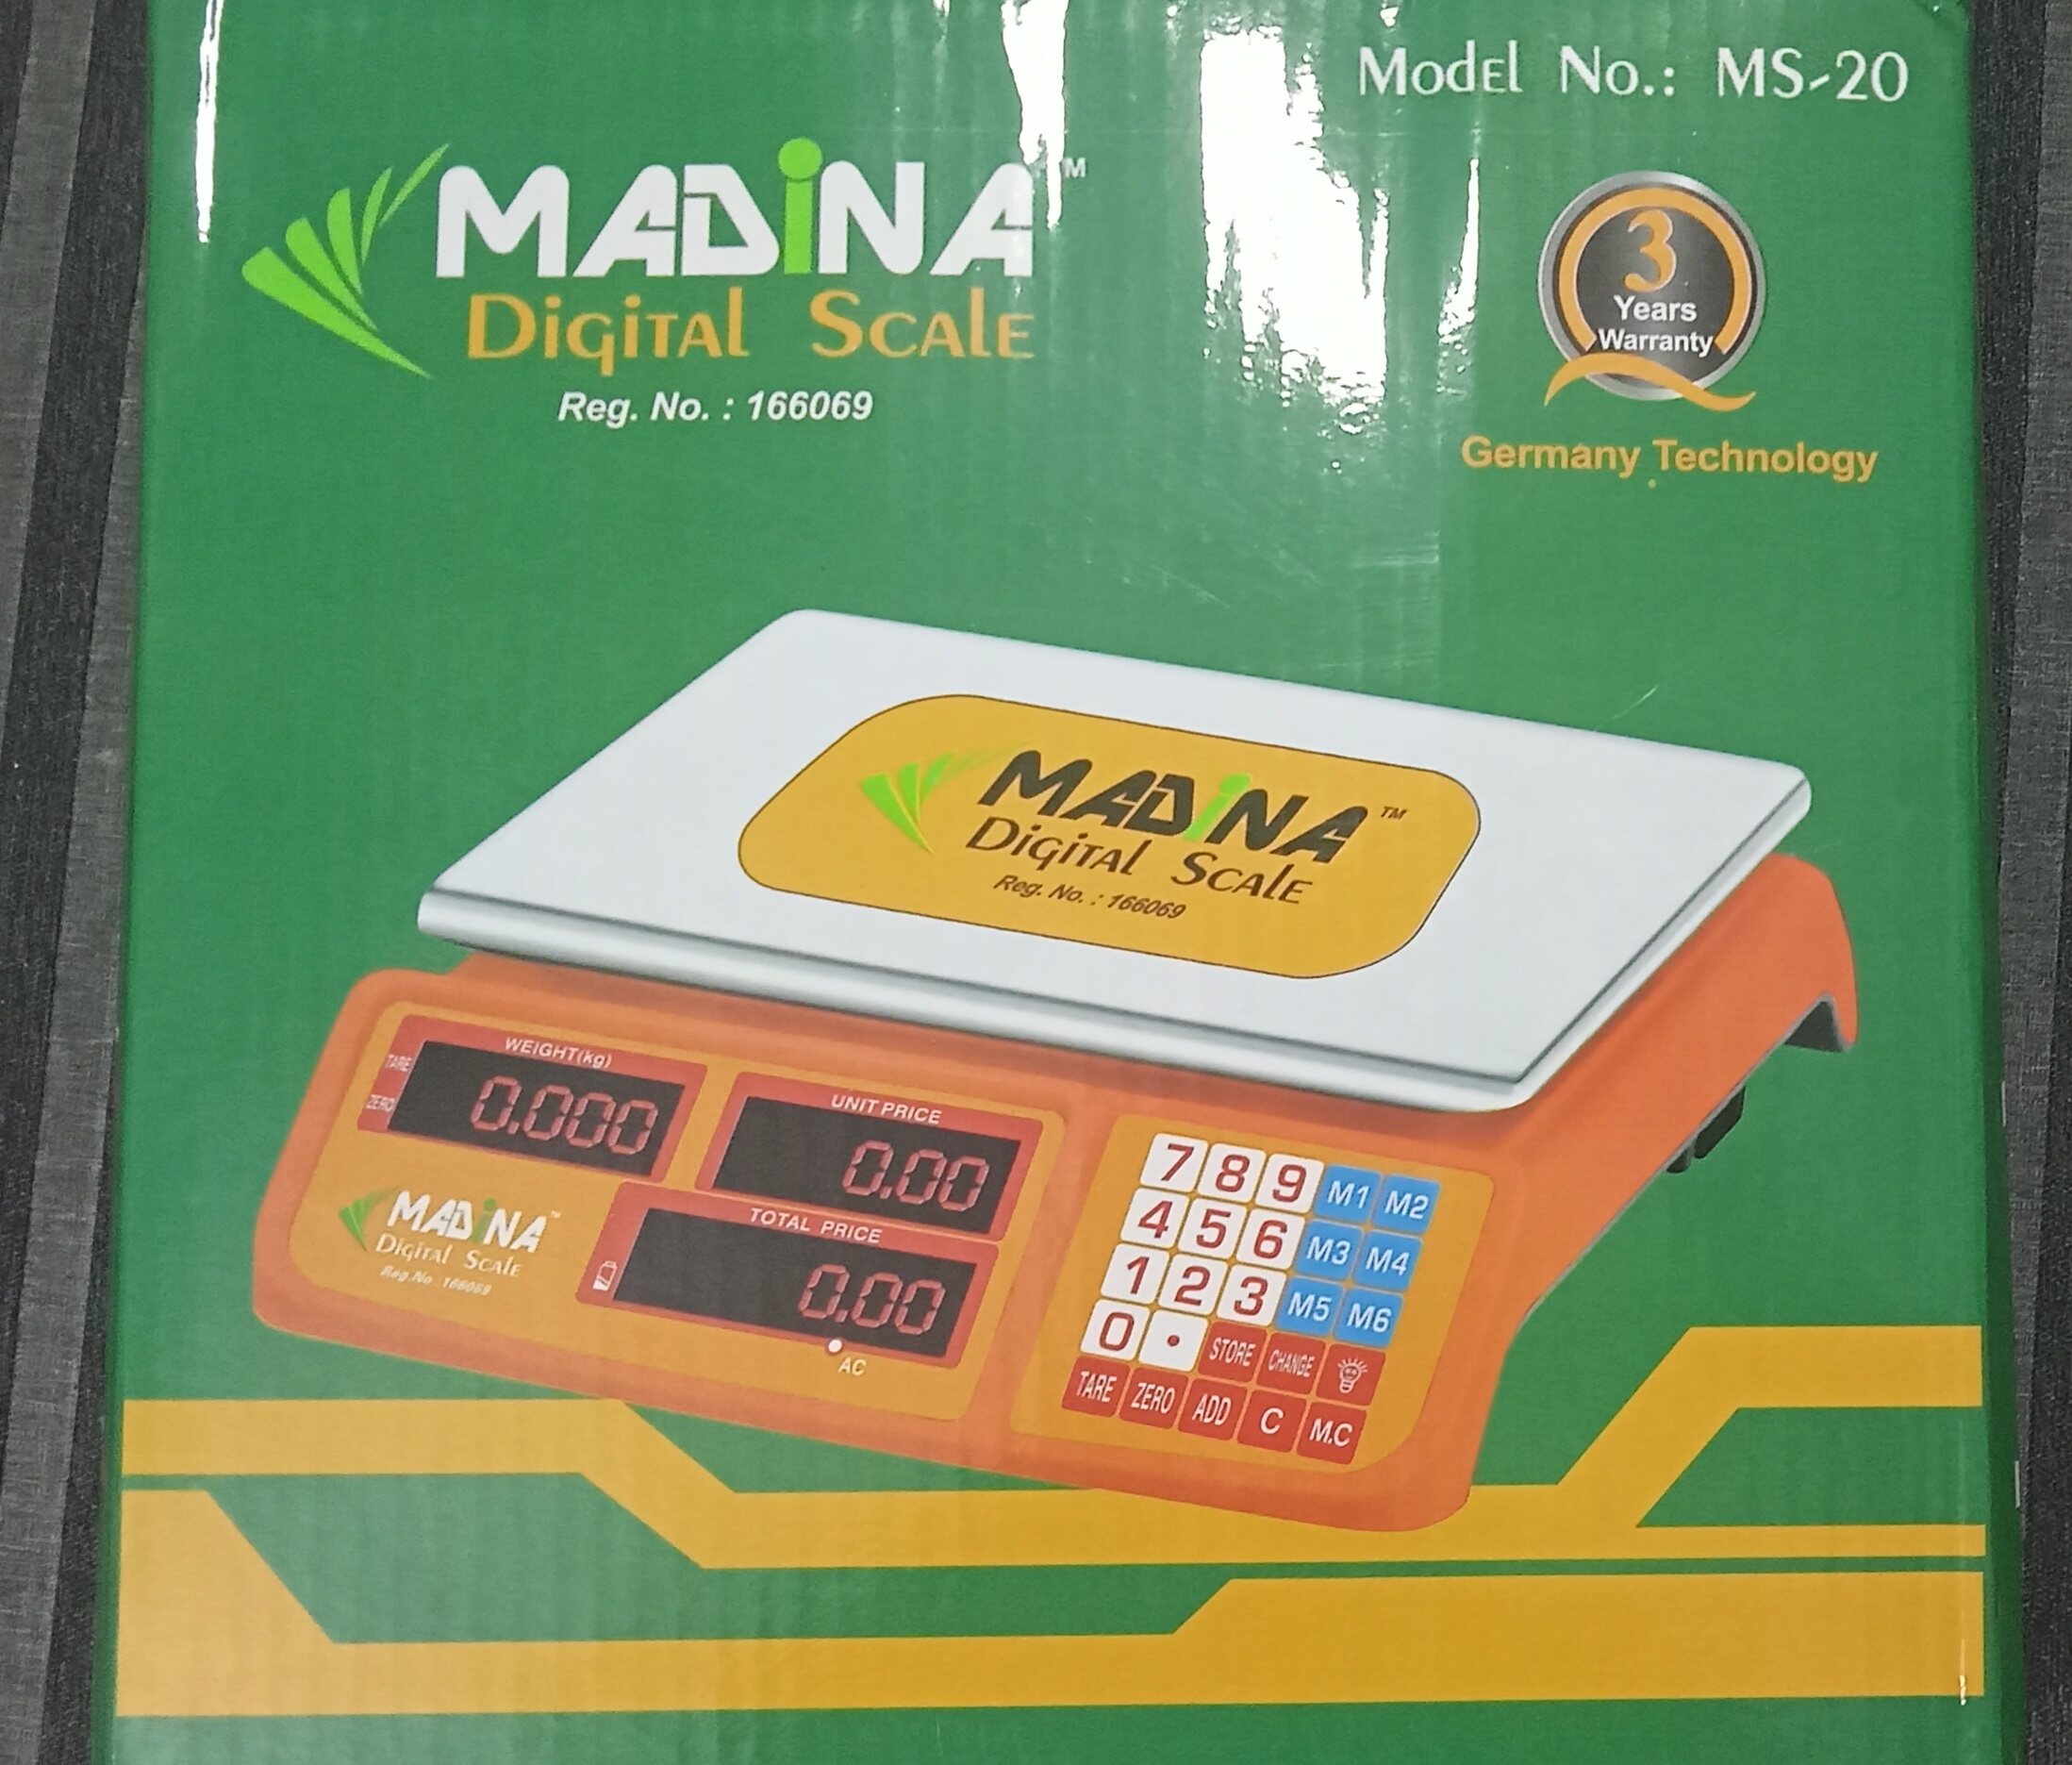 Model No.: MS-20
MADiNA™
Digital Scale
Reg. No. : 166069
3
Years
Warranty
Germany Technology
MADiNA™
Digital Scale
Reg. No. : 166069
WEIGHT(kg)
TARE
ZERO
0.000
UNIT PRICE
0.00
TOTAL PRICE
0.00
AC
MADiNA™
Digital Scale
Reg.No. 166069
7 8 9 M1 M2
4 5 6 M3 M4
1 2 3 M5 M6
0 . STORE CHANGE
TARE ZERO ADD C M.C